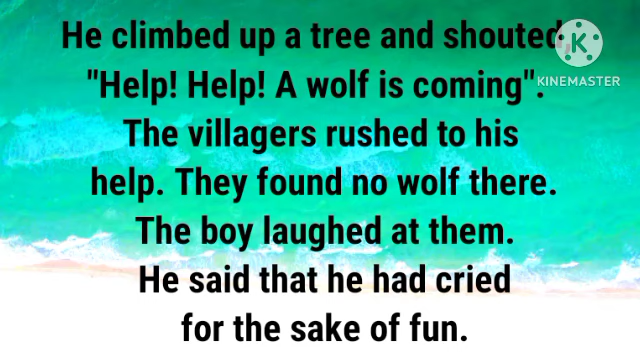 He climbed up a tree and shouted,
"Help! Help! A wolf is coming".
The villagers rushed to his
help. They found no wolf there.
The boy laughed at them.
He said that he had cried
for the sake of fun.
K
KINEMASTER